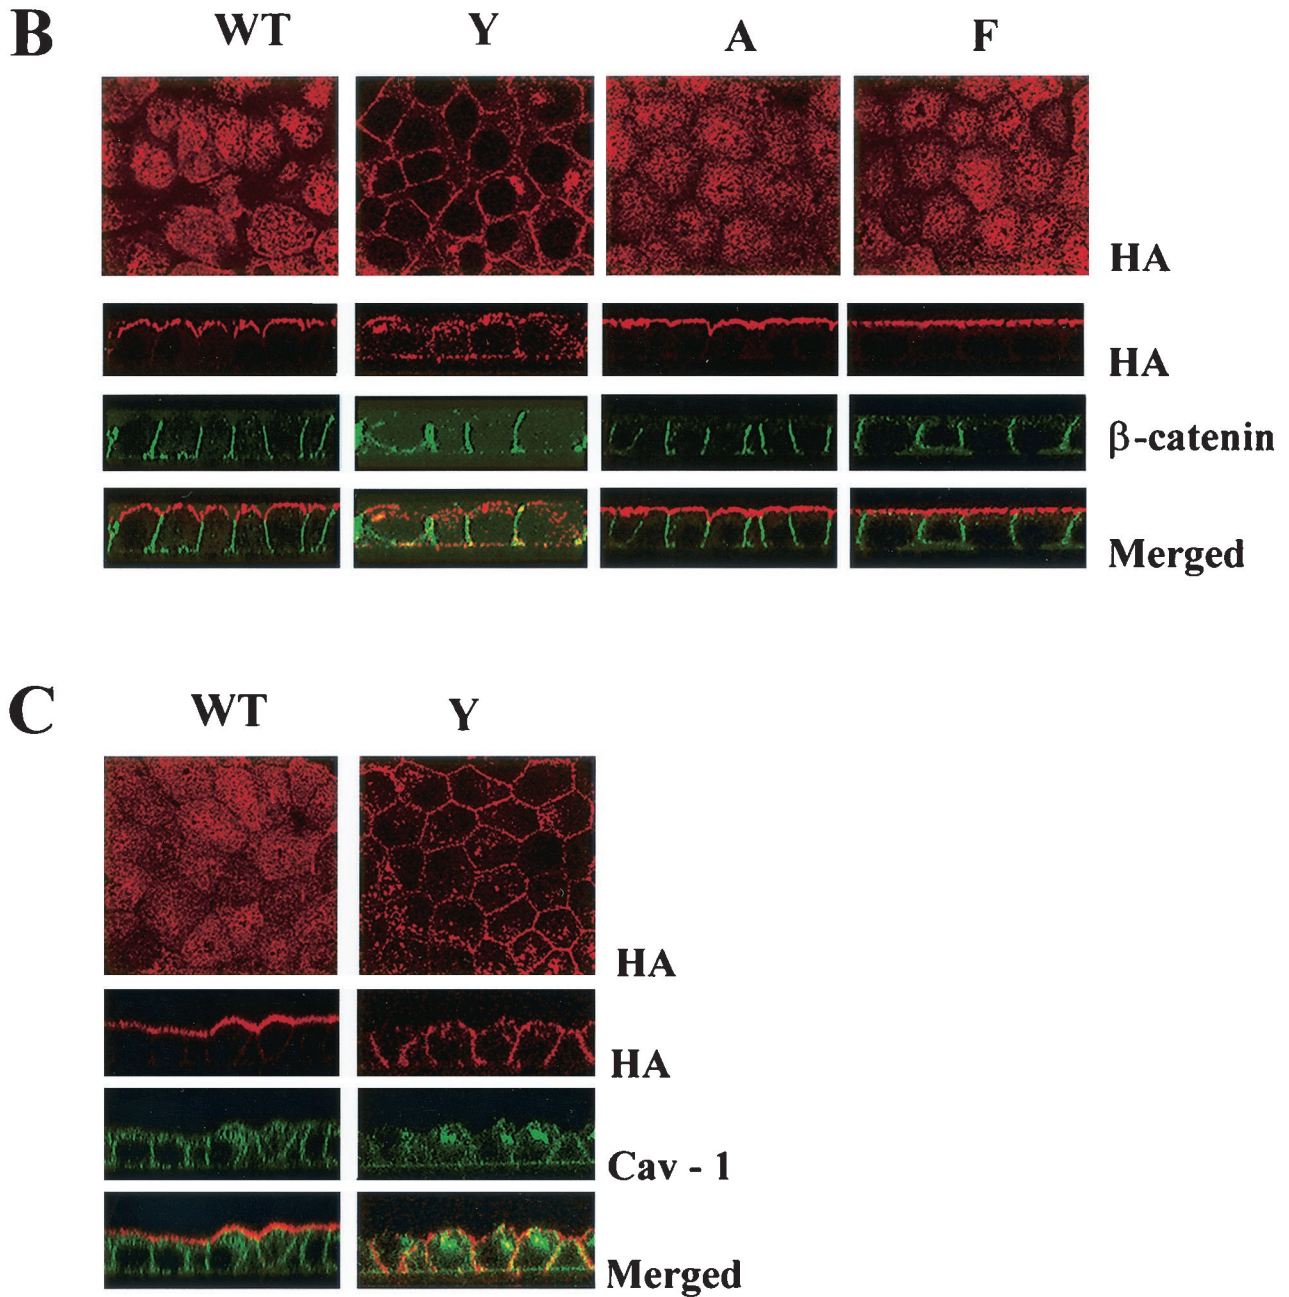 B
WT Y A F
HA
HA
β-catenin
Merged
C
WT Y
HA
HA
Cav - 1
Merged